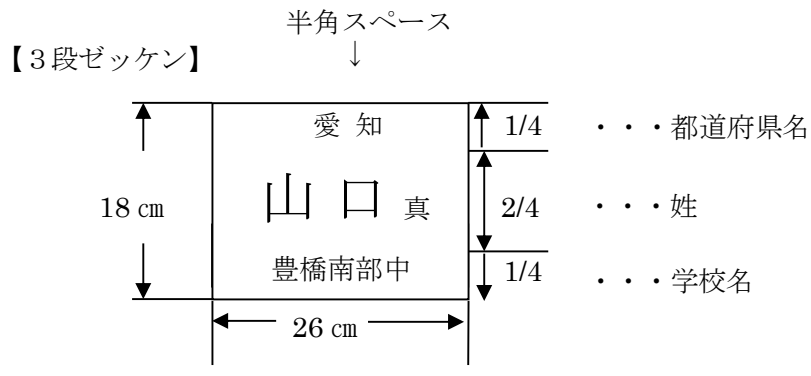 半角スペース
【３段ゼッケン】 ↓
愛 知 1/4 ・・・都道府県名
18 ㎝ 山 口 真 2/4 ・・・姓
豊橋南部中 1/4 ・・・学校名
26 ㎝